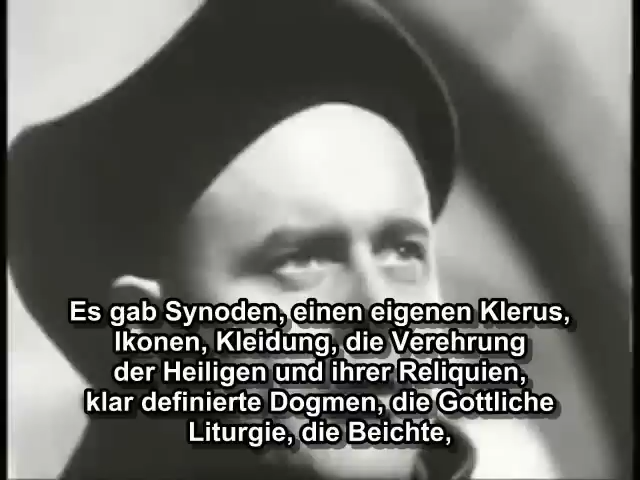 Es gab Synoden, einen eigenen Klerus,
Ikonen, Kleidung, die Verehrung
der Heiligen und ihrer Reliquien,
klar definierte Dogmen, die Gottliche
Liturgie, die Beichte,